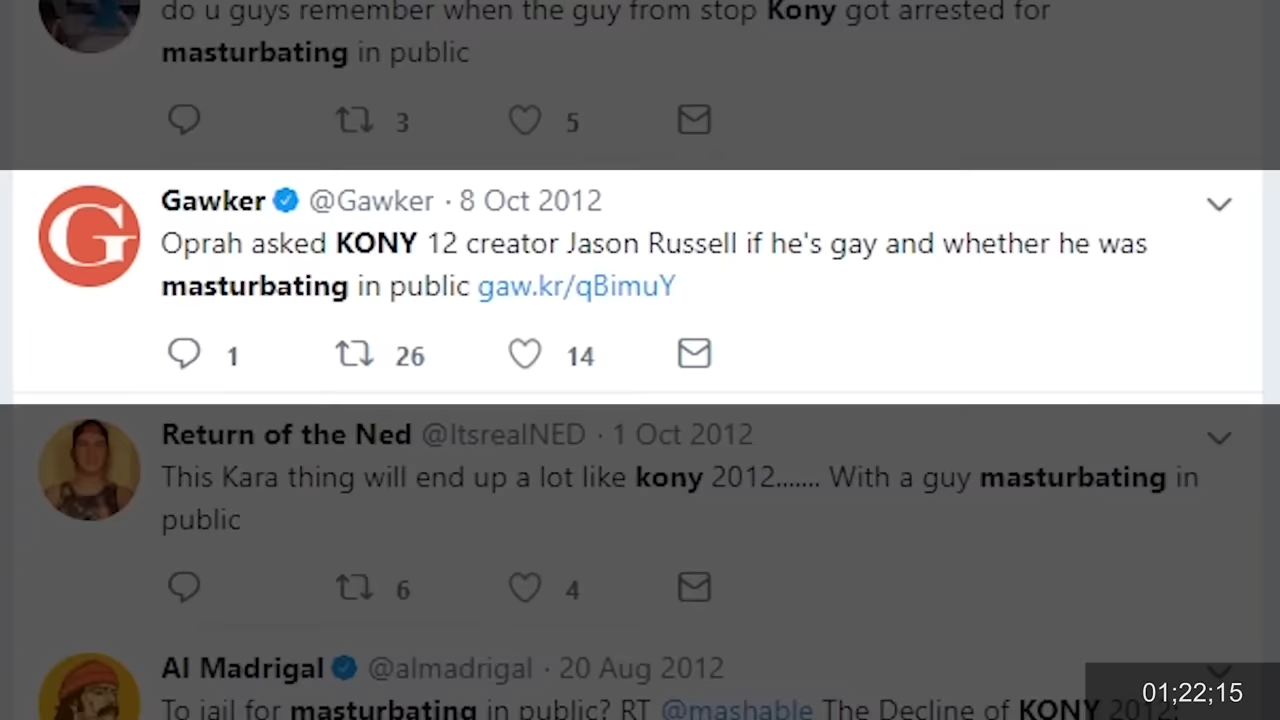 do u guys remember when the guy from stop Kony got arrested for
masturbating in public
3 5
Gawker @Gawker · 8 Oct 2012
Oprah asked KONY 12 creator Jason Russell if he's gay and whether he was
masturbating in public gaw.kr/qBimuY
1 26 14
Return of the Ned @ItsrealNED · 1 Oct 2012
This Kara thing will end up a lot like kony 2012....... With a guy masturbating in
public
6 4
Al Madrigal @almadrigal · 20 Aug 2012
To jail for masturbating in public? RT @mashable The Decline of KONY 2012
01;22;15